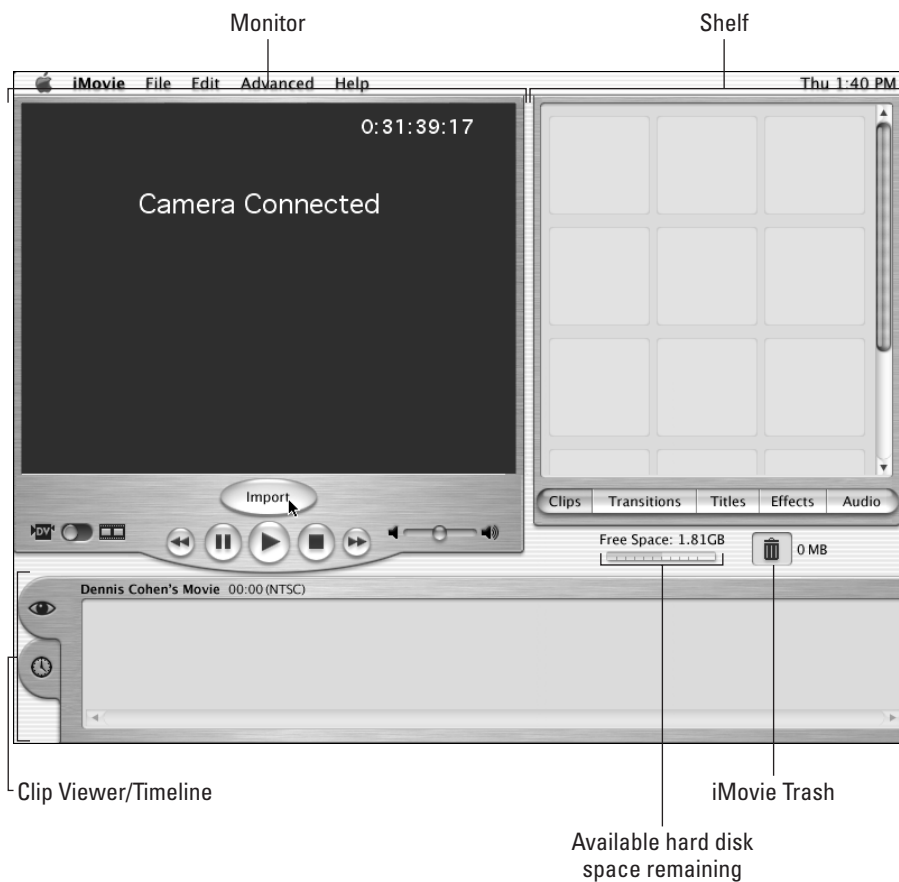 Monitor
Shelf
iMovie File Edit Advanced Help
Thu 1:40 PM
0:31:39:17
Camera Connected
Import
DV
Clips Transitions Titles Effects Audio
Free Space: 1.81GB
0 MB
Dennis Cohen's Movie 00:00 (NTSC)
Clip Viewer/Timeline
iMovie Trash
Available hard disk
space remaining